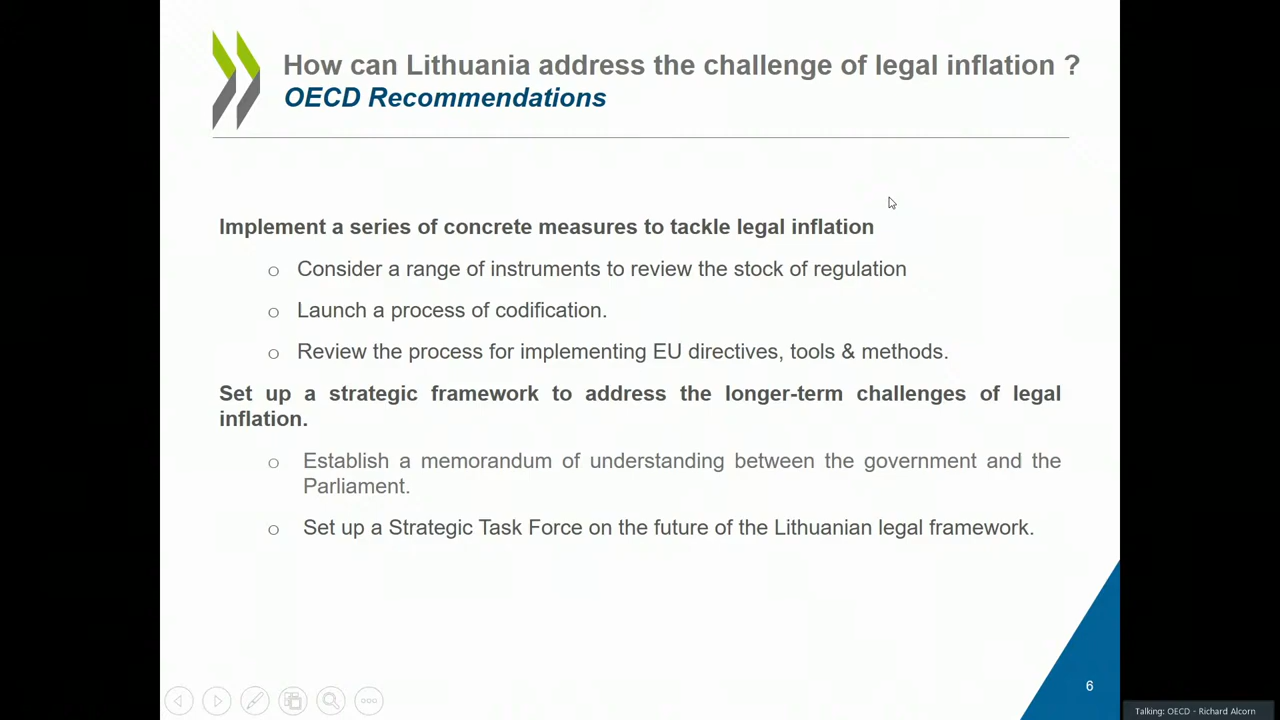 How can Lithuania address the challenge of legal inflation ?
OECD Recommendations
Implement a series of concrete measures to tackle legal inflation
o Consider a range of instruments to review the stock of regulation
o Launch a process of codification.
o Review the process for implementing EU directives, tools & methods.
Set up a strategic framework to address the longer-term challenges of legal
inflation.
o Establish a memorandum of understanding between the government and the
Parliament.
o Set up a Strategic Task Force on the future of the Lithuanian legal framework.
6
Talking: OECD - Richard Alcorn